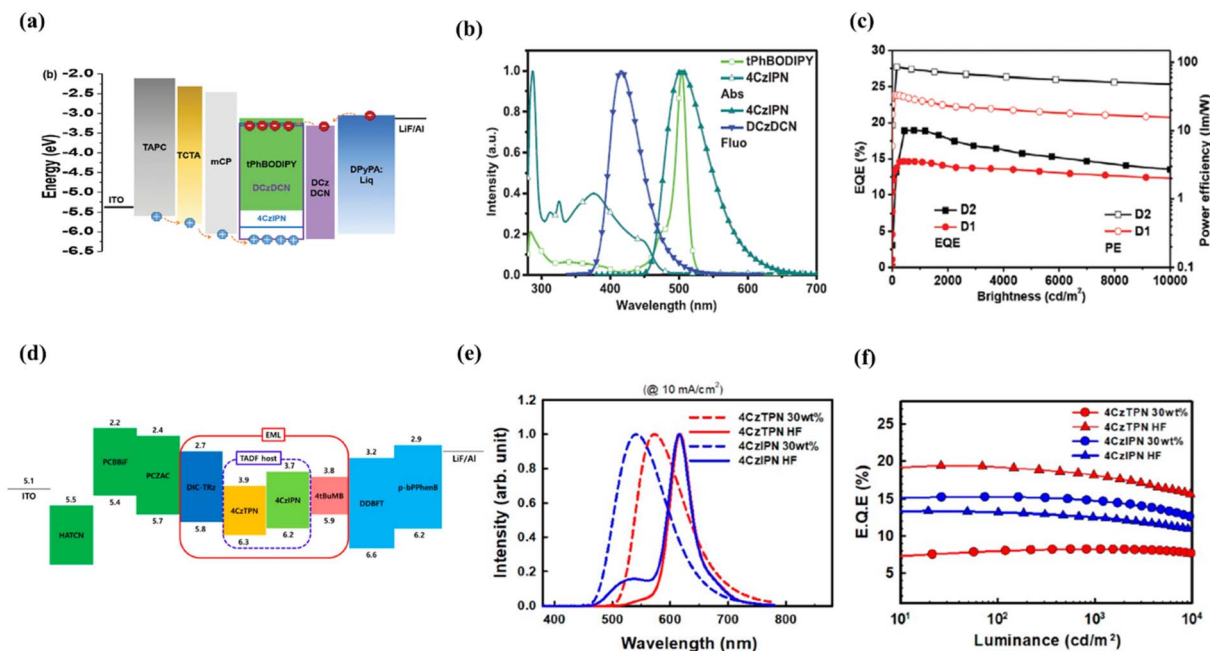 (a)
(b)
Energy (eV)
-2.0
-2.5
-3.0
-3.5
-4.0
-4.5
-5.0
-5.5
-6.0
-6.5
ITO
TAPC
TCTA
mCP
tPhBODIPY
DCzDCN
4CzIPN
DCz
DCN
DPyPA:
Liq
LiF/Al
(b)
Intensity (a.u.)
1.0
0.8
0.6
0.4
0.2
0.0
300 400 500 600 700
Wavelength (nm)
tPhBODIPY
4CzIPN
Abs
4CzIPN
DCzDCN
Fluo
(c)
EQE (%)
30
25
20
15
10
5
0
0 2000 4000 6000 8000 10000
Brightness (cd/m²)
100
10
1
0.1
Power efficiency (lm/W)
D2
D1
EQE
D2
D1
PE
(d)
5.1
ITO
5.5
HATCN
2.2
PCBBiF
5.4
2.4
PCZAC
5.7
EML
2.7
DIC-TRz
5.8
TADF host
3.9
4CzTPN
6.3
3.7
4CzIPN
6.2
3.8
4tBuMB
5.9
3.2
DDBFT
6.6
2.9
p-bPPhenB
6.2
LiF/Al
(e)
(@ 10 mA/cm²)
Intensity (arb. unit)
1.2
1.0
0.8
0.6
0.4
0.2
0.0
400 500 600 700 800
Wavelength (nm)
4CzTPN 30wt%
4CzTPN HF
4CzIPN 30wt%
4CzIPN HF
(f)
E.Q.E (%)
25
20
15
10
5
10¹ 10² 10³ 10⁴
Luminance (cd/m²)
4CzTPN 30wt%
4CzTPN HF
4CzIPN 30wt%
4CzIPN HF